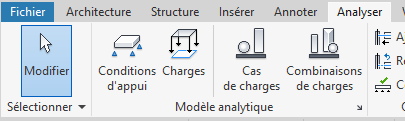 Fichier Architecture Structure Insérer Annoter Analyser
Modifier
Conditions d'appui
Charges
Cas de charges
Combinaisons de charges
Sélectionner
Modèle analytique